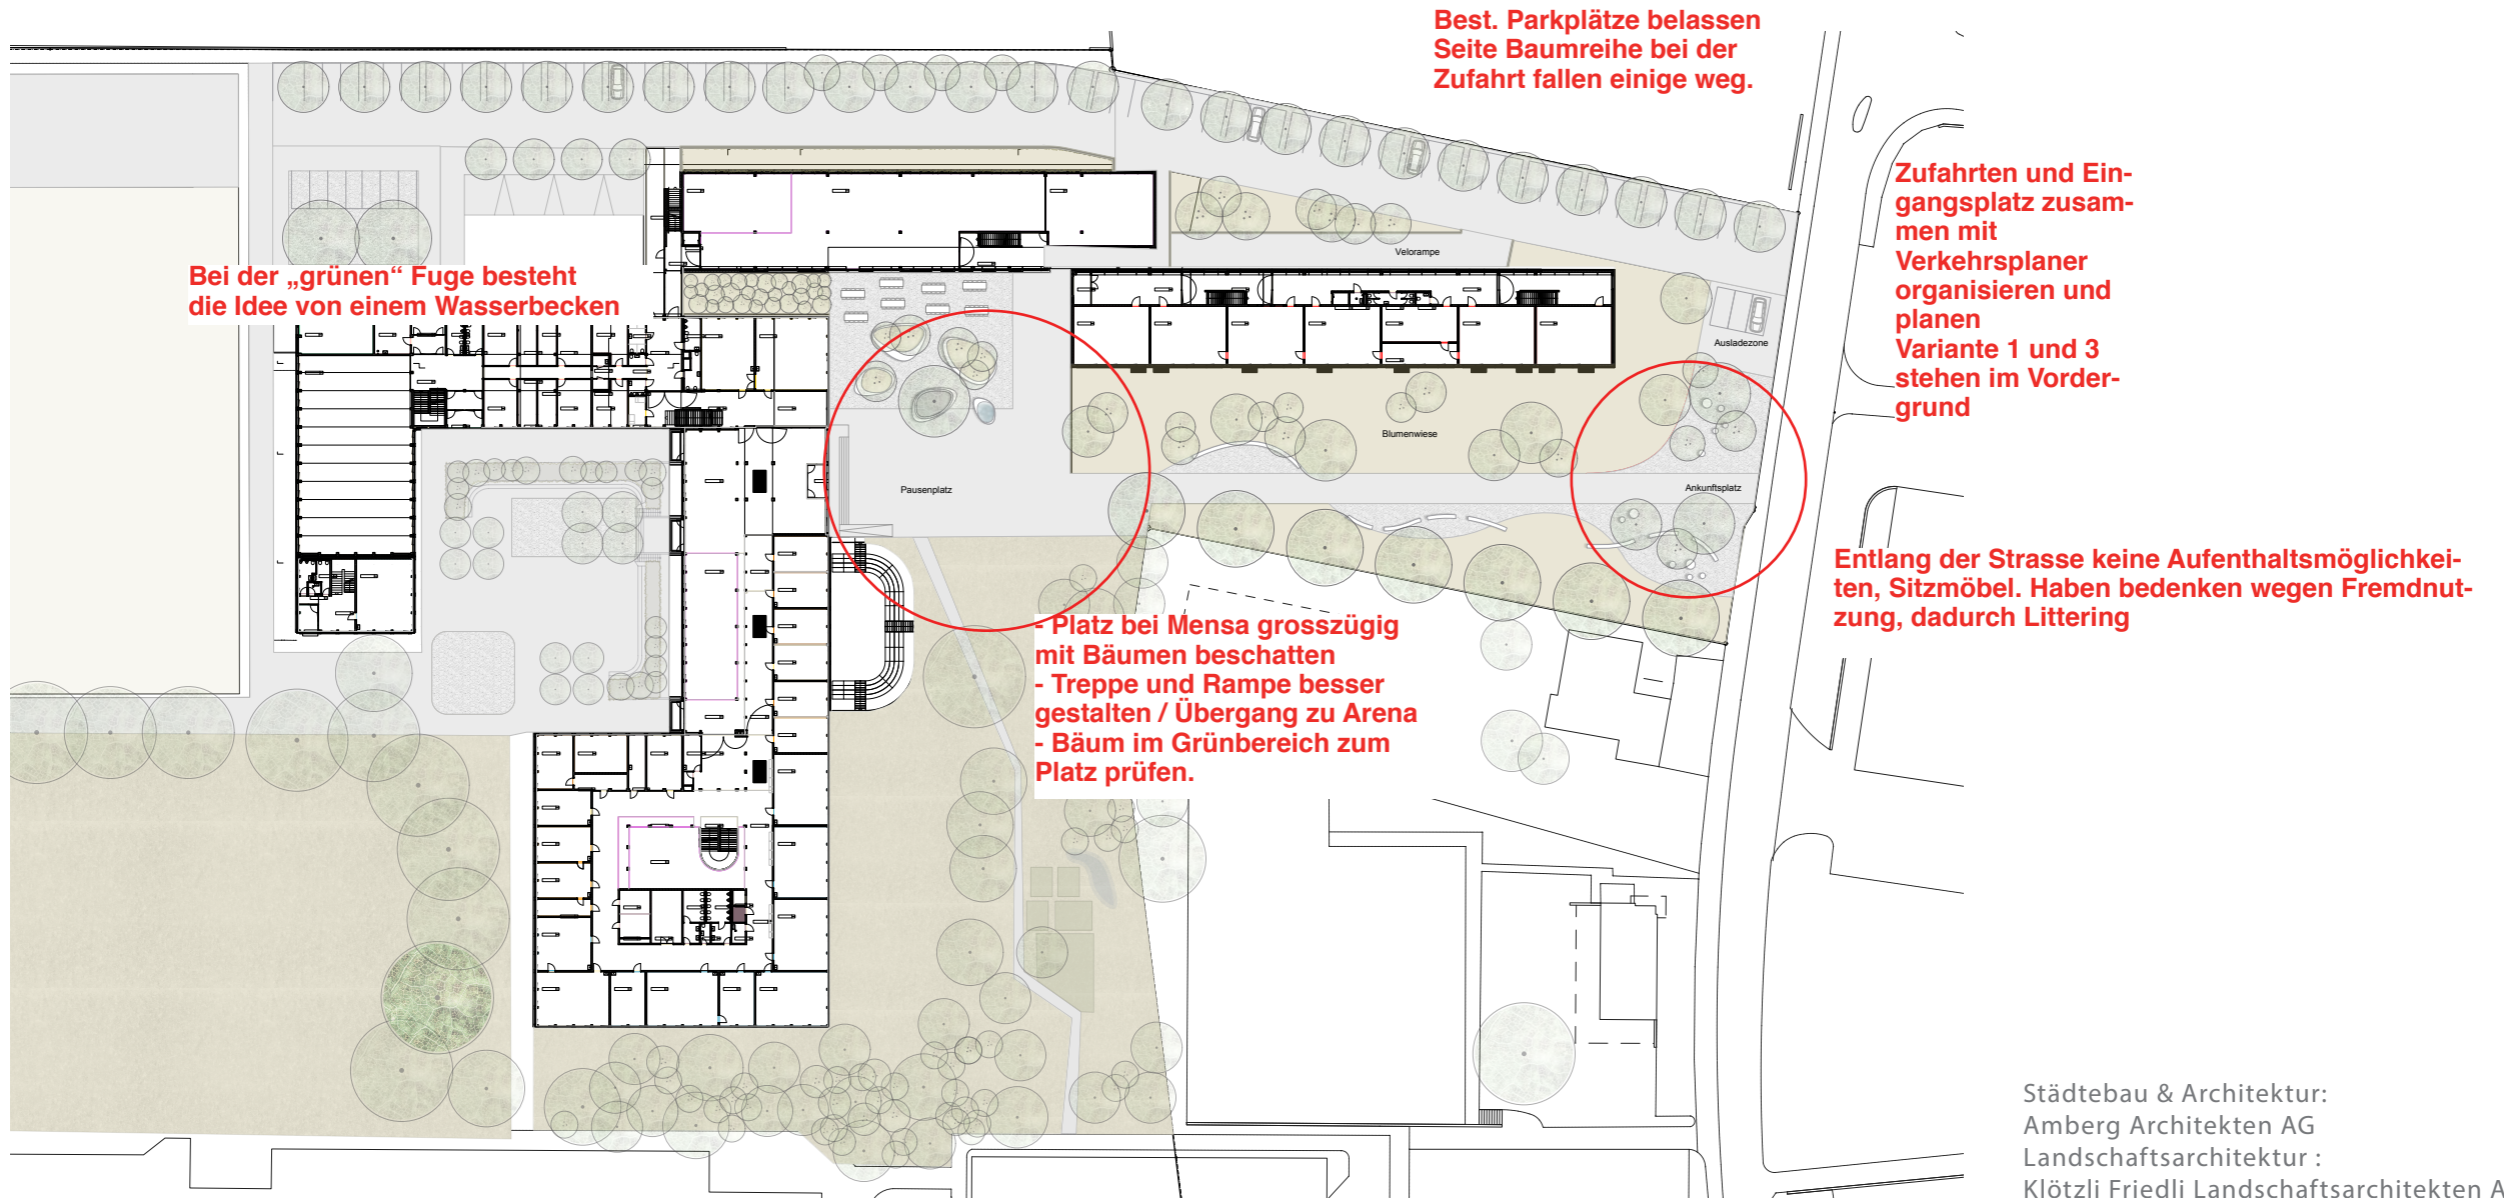 Best. Parkplätze belassen
Seite Baumreihe bei der
Zufahrt fallen einige weg.
Zufahrten und Ein-
gangsplatz zusam-
men mit
Verkehrsplaner
organisieren und
planen
Variante 1 und 3
stehen im Vorder-
grund
Bei der „grünen“ Fuge besteht
die Idee von einem Wasserbecken
Velorampe
Ausladezone
Blumenwiese
Pausenplatz
Ankunftsplatz
Entlang der Strasse keine Aufenthaltsmöglichkei-
ten, Sitzmöbel. Haben bedenken wegen Fremdnut-
zung, dadurch Littering
- Platz bei Mensa grosszügig
mit Bäumen beschatten
- Treppe und Rampe besser
gestalten / Übergang zu Arena
- Bäum im Grünbereich zum
Platz prüfen.
Städtebau & Architektur:
Amberg Architekten AG
Landschaftsarchitektur :
Klötzli Friedli Landschaftsarchitekten A